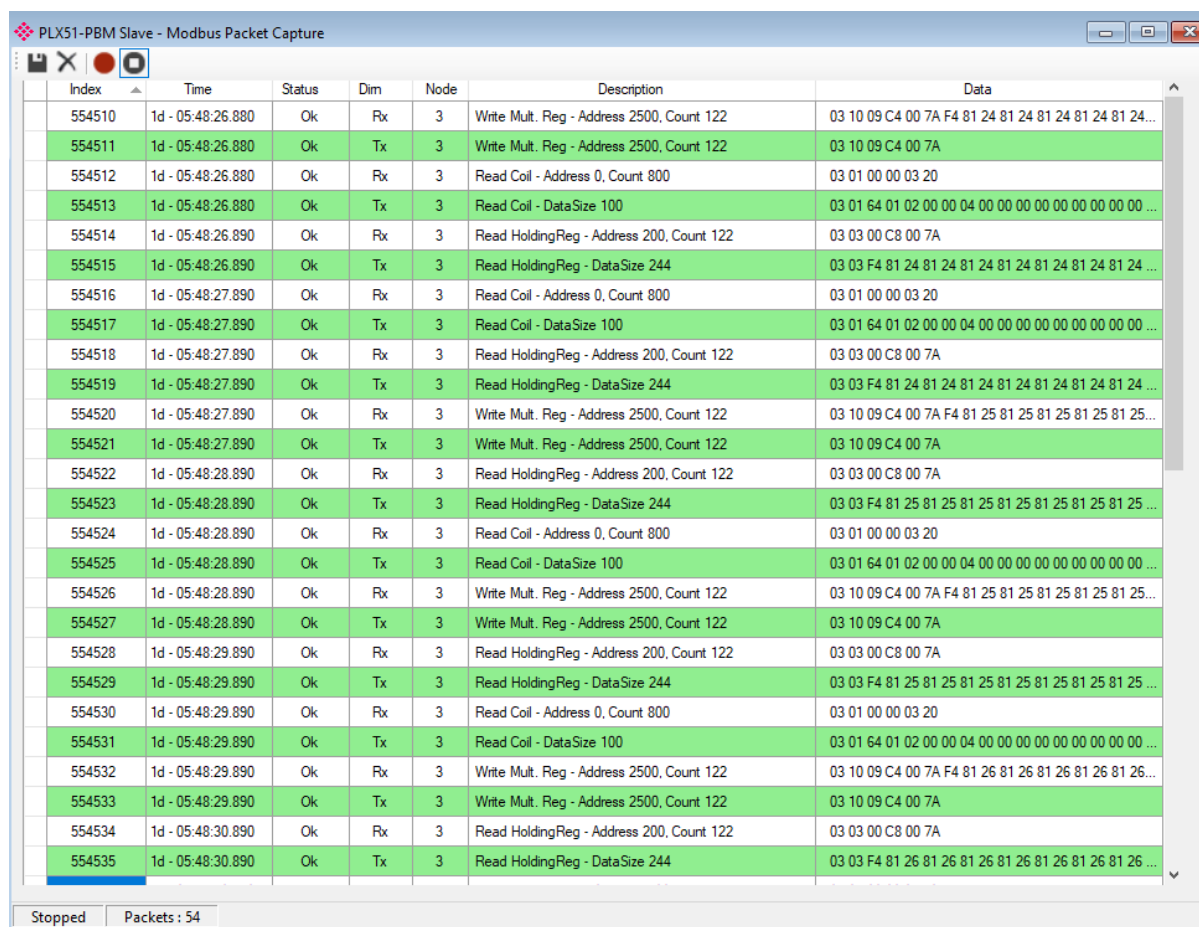 PLX51-PBM Slave - Modbus Packet Capture
Index Time Status Dirn Node Description Data
554510 1d - 05:48:26.880 Ok Rx 3 Write Mult. Reg - Address 2500, Count 122 03 10 09 C4 00 7A F4 81 24 81 24 81 24 81 24 81 24...
554511 1d - 05:48:26.880 Ok Tx 3 Write Mult. Reg - Address 2500, Count 122 03 10 09 C4 00 7A
554512 1d - 05:48:26.880 Ok Rx 3 Read Coil - Address 0, Count 800 03 01 00 00 03 20
554513 1d - 05:48:26.880 Ok Tx 3 Read Coil - DataSize 100 03 01 64 01 02 00 00 04 00 00 00 00 00 00 00 00 00 ...
554514 1d - 05:48:26.890 Ok Rx 3 Read HoldingReg - Address 200, Count 122 03 03 00 C8 00 7A
554515 1d - 05:48:26.890 Ok Tx 3 Read HoldingReg - DataSize 244 03 03 F4 81 24 81 24 81 24 81 24 81 24 81 24 81 24 ...
554516 1d - 05:48:27.890 Ok Rx 3 Read Coil - Address 0, Count 800 03 01 00 00 03 20
554517 1d - 05:48:27.890 Ok Tx 3 Read Coil - DataSize 100 03 01 64 01 02 00 00 04 00 00 00 00 00 00 00 00 00 ...
554518 1d - 05:48:27.890 Ok Rx 3 Read HoldingReg - Address 200, Count 122 03 03 00 C8 00 7A
554519 1d - 05:48:27.890 Ok Tx 3 Read HoldingReg - DataSize 244 03 03 F4 81 24 81 24 81 24 81 24 81 24 81 24 81 24 ...
554520 1d - 05:48:27.890 Ok Rx 3 Write Mult. Reg - Address 2500, Count 122 03 10 09 C4 00 7A F4 81 25 81 25 81 25 81 25 81 25...
554521 1d - 05:48:27.890 Ok Tx 3 Write Mult. Reg - Address 2500, Count 122 03 10 09 C4 00 7A
554522 1d - 05:48:28.890 Ok Rx 3 Read HoldingReg - Address 200, Count 122 03 03 00 C8 00 7A
554523 1d - 05:48:28.890 Ok Tx 3 Read HoldingReg - DataSize 244 03 03 F4 81 25 81 25 81 25 81 25 81 25 81 25 81 25 ...
554524 1d - 05:48:28.890 Ok Rx 3 Read Coil - Address 0, Count 800 03 01 00 00 03 20
554525 1d - 05:48:28.890 Ok Tx 3 Read Coil - DataSize 100 03 01 64 01 02 00 00 04 00 00 00 00 00 00 00 00 00 ...
554526 1d - 05:48:28.890 Ok Rx 3 Write Mult. Reg - Address 2500, Count 122 03 10 09 C4 00 7A F4 81 25 81 25 81 25 81 25 81 25...
554527 1d - 05:48:28.890 Ok Tx 3 Write Mult. Reg - Address 2500, Count 122 03 10 09 C4 00 7A
554528 1d - 05:48:29.890 Ok Rx 3 Read HoldingReg - Address 200, Count 122 03 03 00 C8 00 7A
554529 1d - 05:48:29.890 Ok Tx 3 Read HoldingReg - DataSize 244 03 03 F4 81 25 81 25 81 25 81 25 81 25 81 25 81 25 ...
554530 1d - 05:48:29.890 Ok Rx 3 Read Coil - Address 0, Count 800 03 01 00 00 03 20
554531 1d - 05:48:29.890 Ok Tx 3 Read Coil - DataSize 100 03 01 64 01 02 00 00 04 00 00 00 00 00 00 00 00 00 ...
554532 1d - 05:48:29.890 Ok Rx 3 Write Mult. Reg - Address 2500, Count 122 03 10 09 C4 00 7A F4 81 26 81 26 81 26 81 26 81 26...
554533 1d - 05:48:29.890 Ok Tx 3 Write Mult. Reg - Address 2500, Count 122 03 10 09 C4 00 7A
554534 1d - 05:48:30.890 Ok Rx 3 Read HoldingReg - Address 200, Count 122 03 03 00 C8 00 7A
554535 1d - 05:48:30.890 Ok Tx 3 Read HoldingReg - DataSize 244 03 03 F4 81 26 81 26 81 26 81 26 81 26 81 26 81 26 ...
Stopped Packets : 54